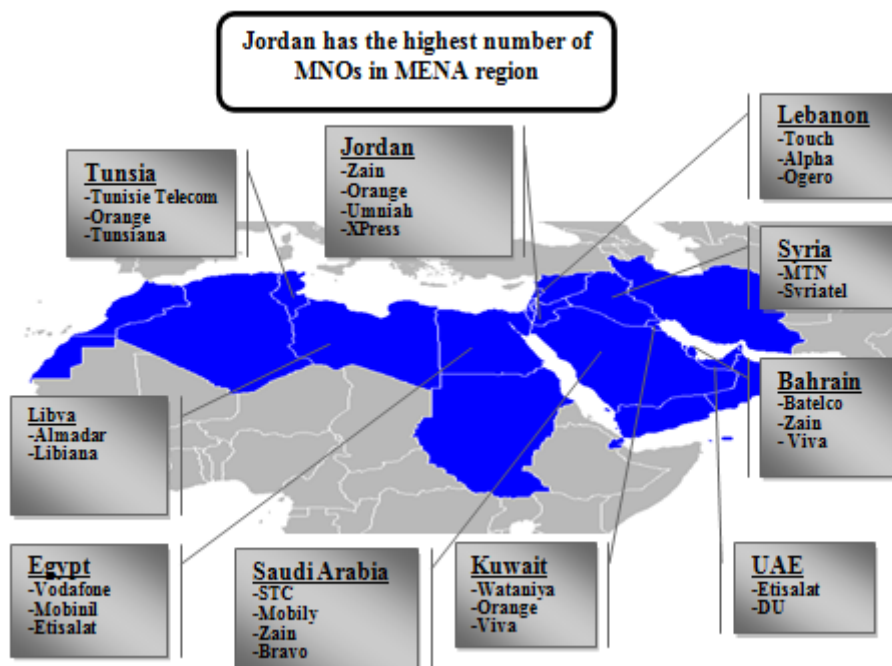 Jordan has the highest number of
MNOs in MENA region
Lebanon
-Touch
-Alpha
-Ogero
Jordan
-Zain
-Orange
-Umniah
-XPress
Tunsia
-Tunisie Telecom
-Orange
-Tunsiana
Syria
-MTN
-Syriatel
Bahrain
-Batelco
-Zain
- Viva
Libya
-Almadar
-Libiana
Egypt
-Vodafone
-Mobinil
-Etisalat
Saudi Arabia
-STC
-Mobily
-Zain
-Bravo
Kuwait
-Wataniya
-Orange
-Viva
UAE
-Etisalat
-DU